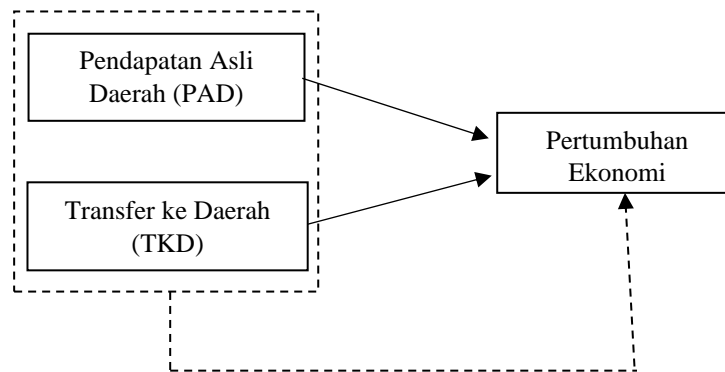 Pendapatan Asli
Daerah (PAD)
Pertumbuhan
Ekonomi
Transfer ke Daerah
(TKD)